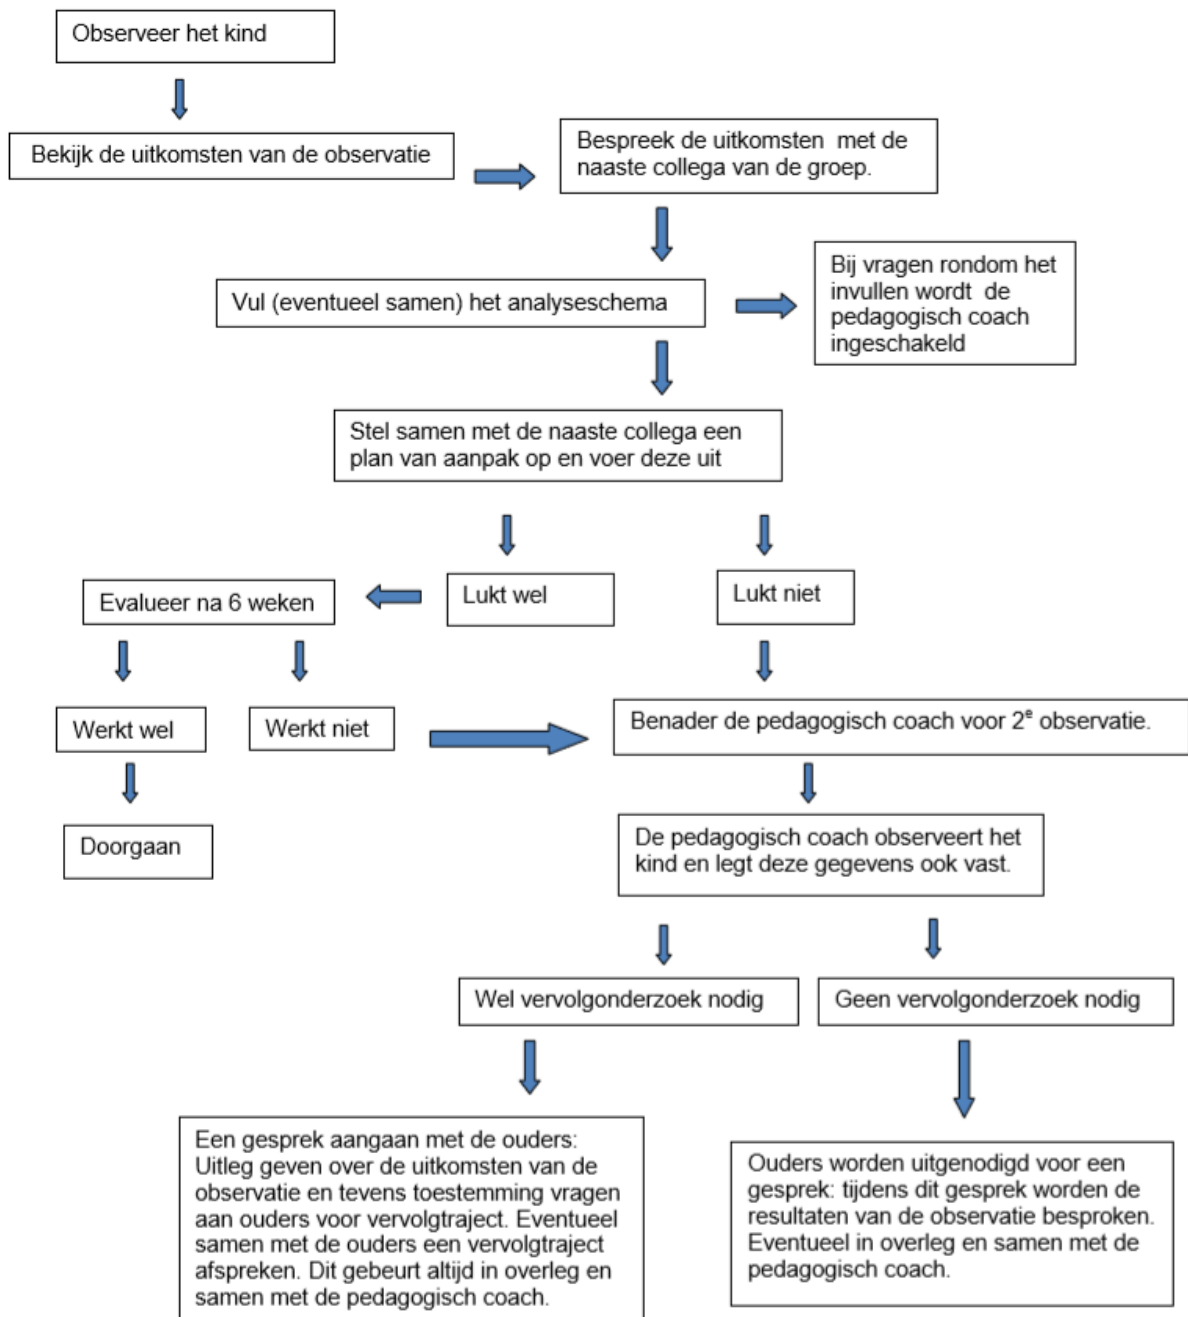 Observeer het kind
Bekijk de uitkomsten van de observatie
Bespreek de uitkomsten met de
naaste collega van de groep.
Vul (eventueel samen) het analyseschema
Bij vragen rondom het
invullen wordt de
pedagogisch coach
ingeschakeld
Stel samen met de naaste collega een
plan van aanpak op en voer deze uit
Lukt wel
Lukt niet
Evalueer na 6 weken
Werkt wel
Werkt niet
Benader de pedagogisch coach voor 2ᵉ observatie.
Doorgaan
De pedagogisch coach observeert het
kind en legt deze gegevens ook vast.
Wel vervolgonderzoek nodig
Geen vervolgonderzoek nodig
Een gesprek aangaan met de ouders:
Uitleg geven over de uitkomsten van de
observatie en tevens toestemming vragen
aan ouders voor vervolgtraject. Eventueel
samen met de ouders een vervolgtraject
afspreken. Dit gebeurt altijd in overleg en
samen met de pedagogisch coach.
Ouders worden uitgenodigd voor een
gesprek: tijdens dit gesprek worden de
resultaten van de observatie besproken.
Eventueel in overleg en samen met de
pedagogisch coach.